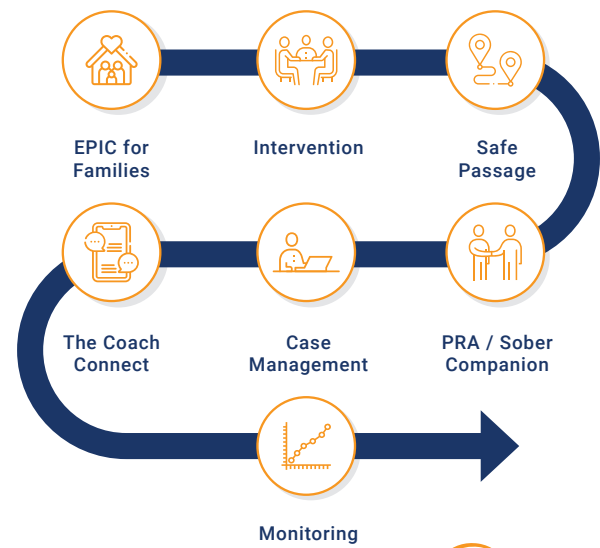 EPIC for
Families
Intervention
Safe
Passage
The Coach
Connect
Case
Management
PRA / Sober
Companion
Monitoring